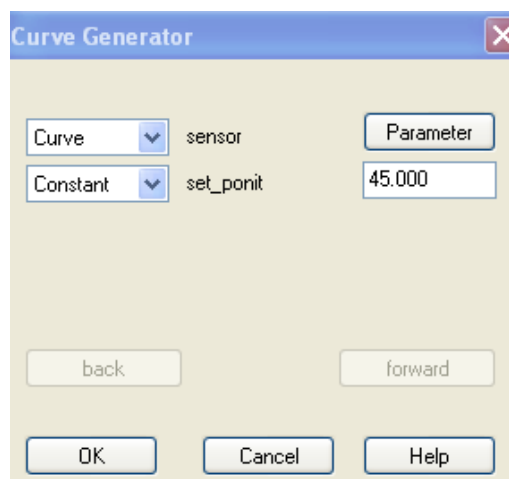 Curve Generator
Curve sensor Parameter
Constant set_ponit 45.000
back forward
OK Cancel Help